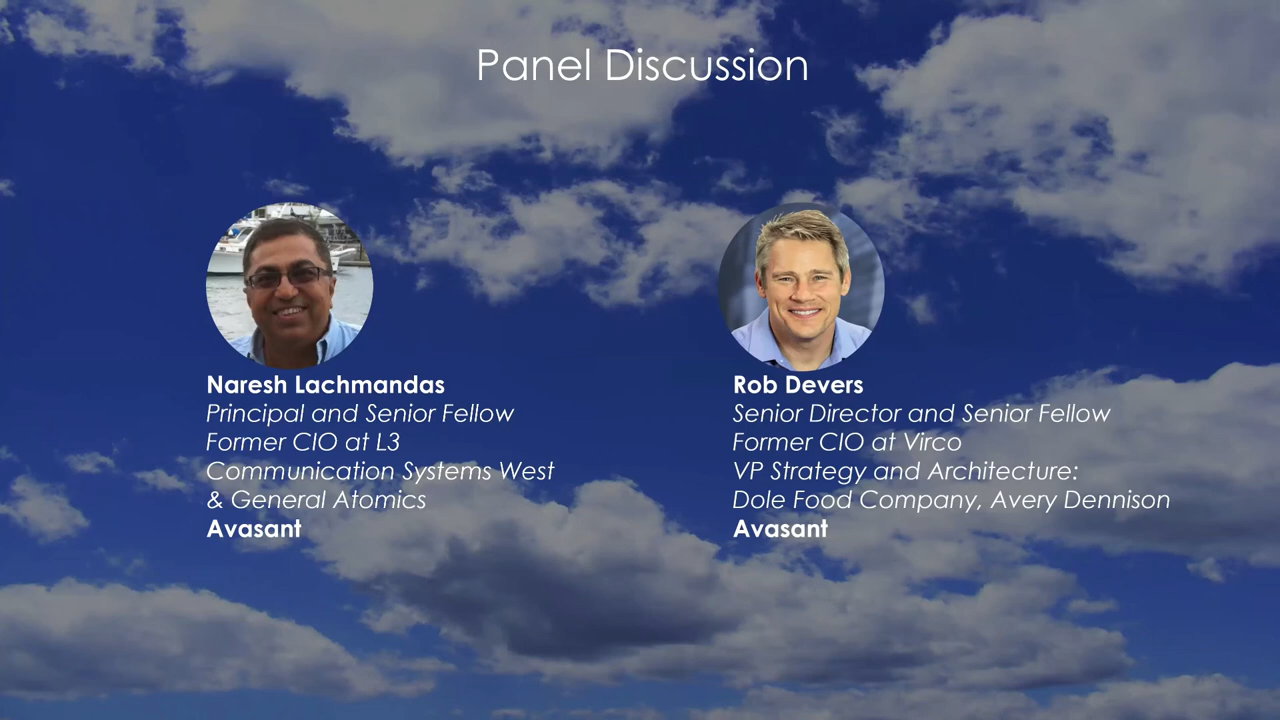 Panel Discussion
Naresh Lachmandas
Principal and Senior Fellow
Former CIO at L3
Communication Systems West
& General Atomics
Avasant
Rob Devers
Senior Director and Senior Fellow
Former CIO at Virco
VP Strategy and Architecture:
Dole Food Company, Avery Dennison
Avasant